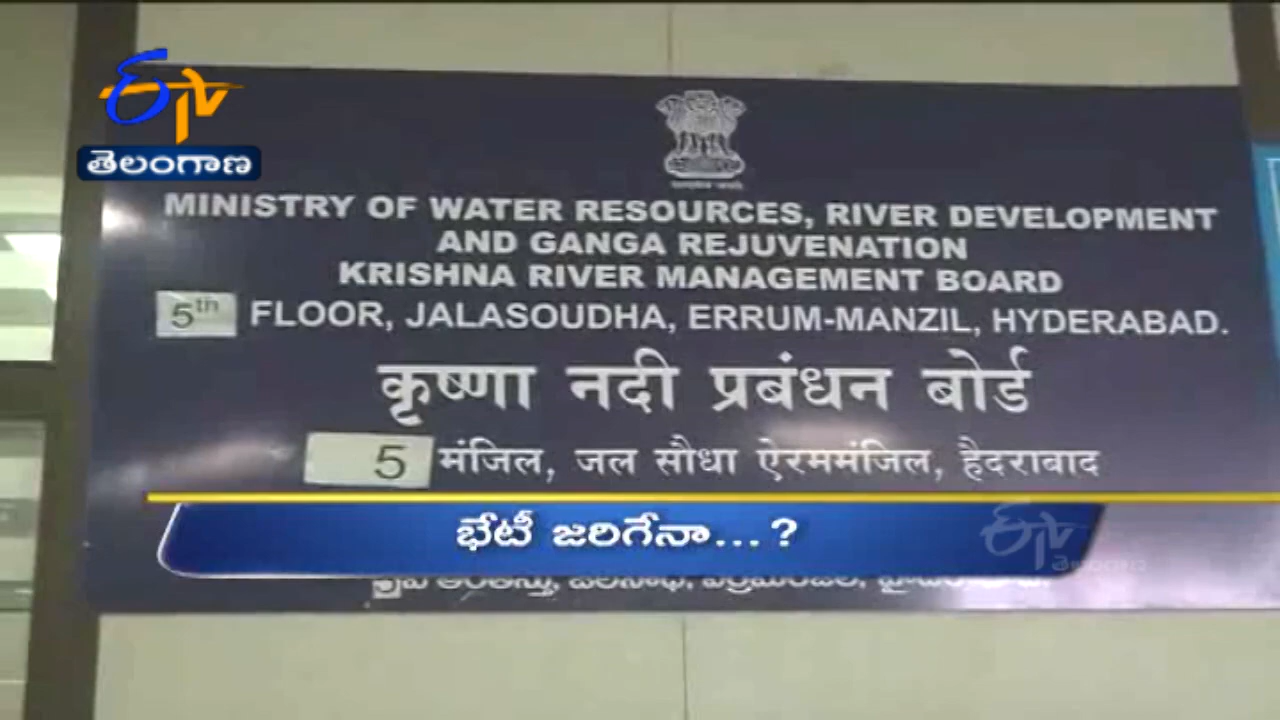 ETV
తెలంగాణ
MINISTRY OF WATER RESOURCES, RIVER DEVELOPMENT
AND GANGA REJUVENATION
KRISHNA RIVER MANAGEMENT BOARD
5th FLOOR, JALASOUDHA, ERRUM-MANZIL, HYDERABAD.
कृष्णा नदी प्रबंधन बोर्ड
5 मंजिल, जल सौधा ऐरममंजिल, हैदराबाद
భేటీ జరిగేనా...?
ETV
తెలంగాణ